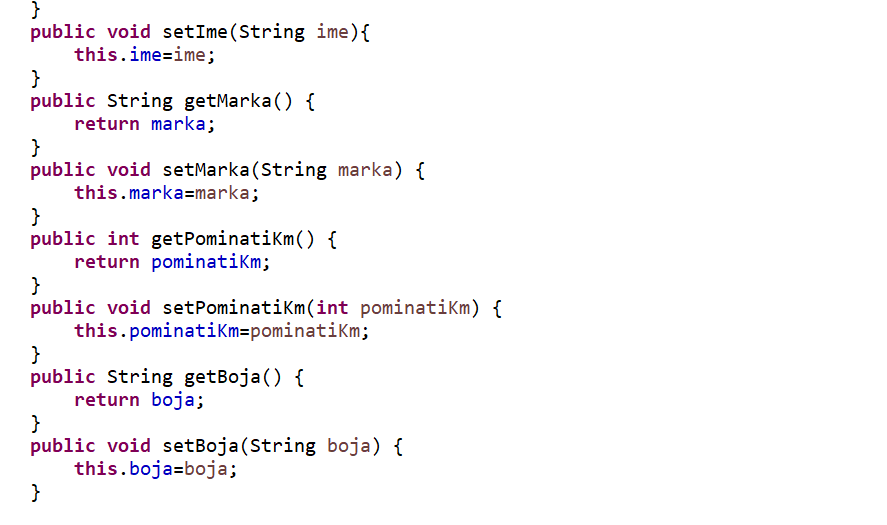 }
public void setIme(String ime){
    this.ime=ime;
}
public String getMarka() {
    return marka;
}
public void setMarka(String marka) {
    this.marka=marka;
}
public int getPominatiKm() {
    return pominatiKm;
}
public void setPominatiKm(int pominatiKm) {
    this.pominatiKm=pominatiKm;
}
public String getBoja() {
    return boja;
}
public void setBoja(String boja) {
    this.boja=boja;
}